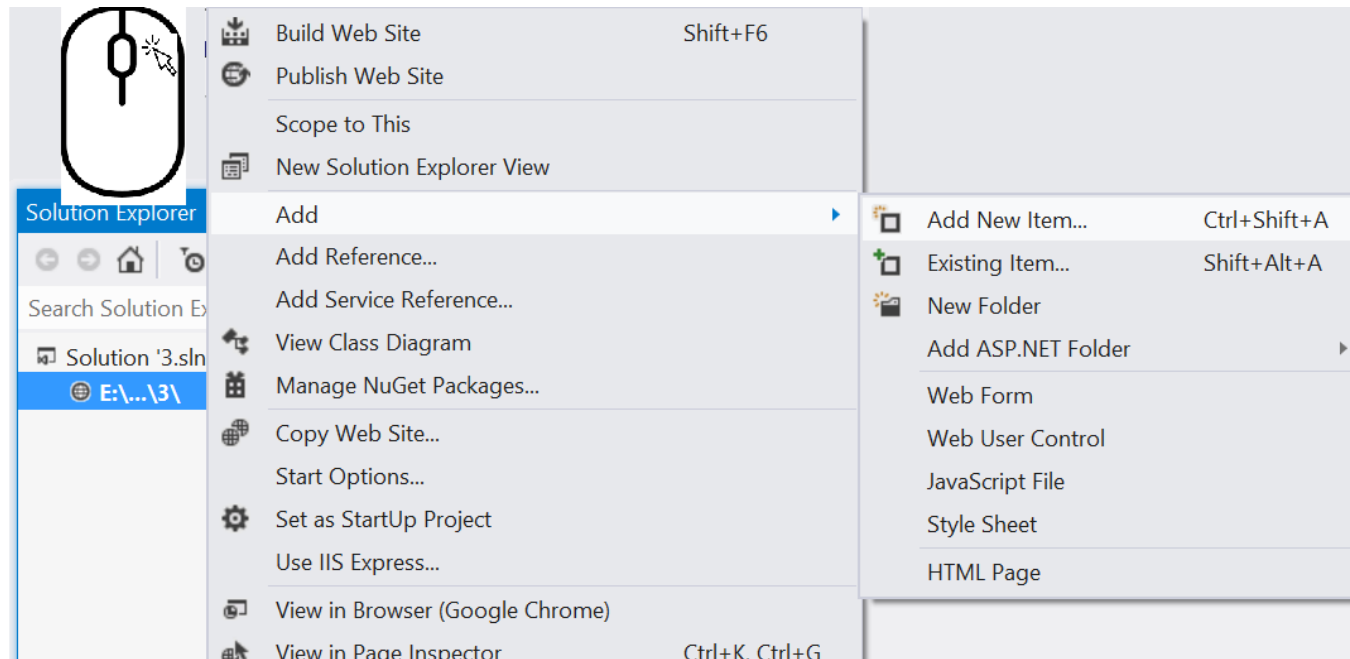 Build Web Site Shift+F6
Publish Web Site
Scope to This
New Solution Explorer View
Solution Explorer
Add
Add Reference...
Add Service Reference...
Search Solution Ex
View Class Diagram
Solution '3.sln
Manage NuGet Packages...
E:\...\3\
Copy Web Site...
Start Options...
Set as StartUp Project
Use IIS Express...
View in Browser (Google Chrome)
View in Page Inspector Ctrl+K, Ctrl+G
Add New Item... Ctrl+Shift+A
Existing Item... Shift+Alt+A
New Folder
Add ASP.NET Folder
Web Form
Web User Control
JavaScript File
Style Sheet
HTML Page